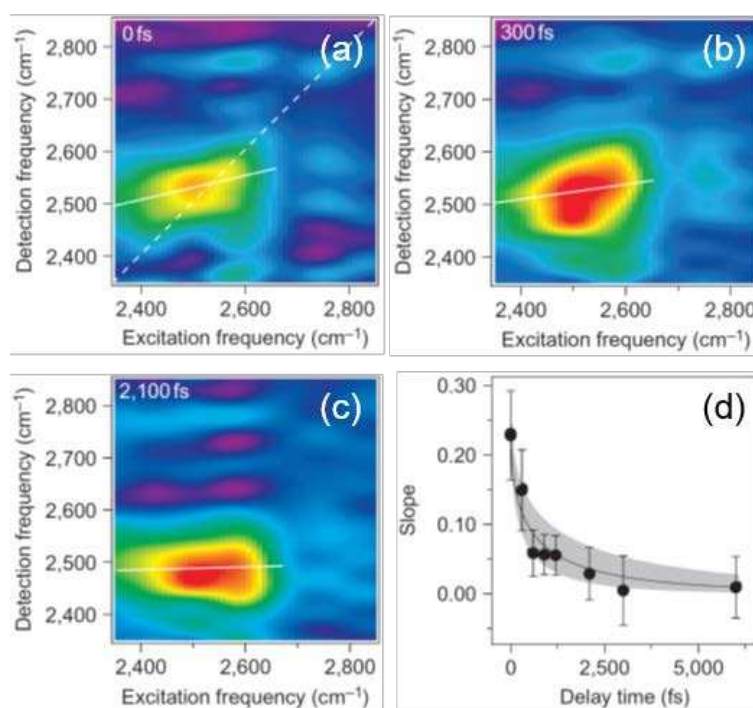 0 fs
(a)
2,800
2,700
2,600
2,500
2,400
Detection frequency (cm⁻¹)
2,400 2,600 2,800
Excitation frequency (cm⁻¹)
300 fs
(b)
2,800
2,700
2,600
2,500
2,400
Detection frequency (cm⁻¹)
2,400 2,600 2,800
Excitation frequency (cm⁻¹)
2,100 fs
(c)
2,800
2,700
2,600
2,500
2,400
Detection frequency (cm⁻¹)
2,400 2,600 2,800
Excitation frequency (cm⁻¹)
(d)
0.30
0.20
0.10
0.00
Slope
0 2,500 5,000
Delay time (fs)